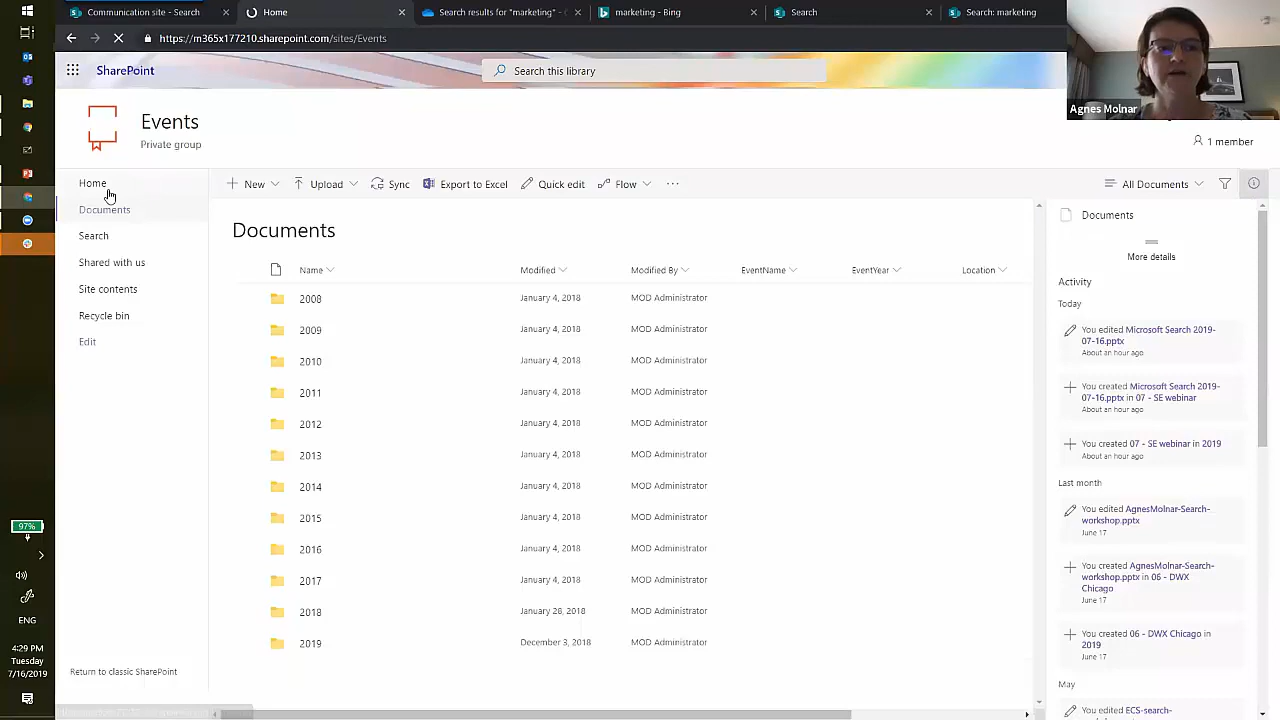 Communication site - Search
Home
Search results for "marketing" - C
marketing - Bing
Search
Search: marketing
https://m365x177210.sharepoint.com/sites/Events
SharePoint
Search this library
Agnes Molnar
Events
Private group
1 member
Home
Documents
Search
Shared with us
Site contents
Recycle bin
Edit
Return to classic SharePoint
New
Upload
Sync
Export to Excel
Quick edit
Flow
All Documents
Documents
Name
Modified
Modified By
EventName
EventYear
Location
2008 January 4, 2018 MOD Administrator
2009 January 4, 2018 MOD Administrator
2010 January 4, 2018 MOD Administrator
2011 January 4, 2018 MOD Administrator
2012 January 4, 2018 MOD Administrator
2013 January 4, 2018 MOD Administrator
2014 January 4, 2018 MOD Administrator
2015 January 4, 2018 MOD Administrator
2016 January 4, 2018 MOD Administrator
2017 January 4, 2018 MOD Administrator
2018 January 28, 2018 MOD Administrator
2019 December 3, 2018 MOD Administrator
Documents
More details
Activity
Today
You edited Microsoft Search 2019-
07-16.pptx
About an hour ago
You created Microsoft Search 2019-
07-16.pptx in 07 - SE webinar
About an hour ago
You created 07 - SE webinar in 2019
About an hour ago
Last month
You edited AgnesMolnar-Search-
workshop.pptx
June 17
You created AgnesMolnar-Search-
workshop.pptx in 06 - DWX
Chicago
June 17
You created 06 - DWX Chicago in
2019
June 17
May
You edited ECS-search-
97%
ENG
4:29 PM
Tuesday
7/16/2019